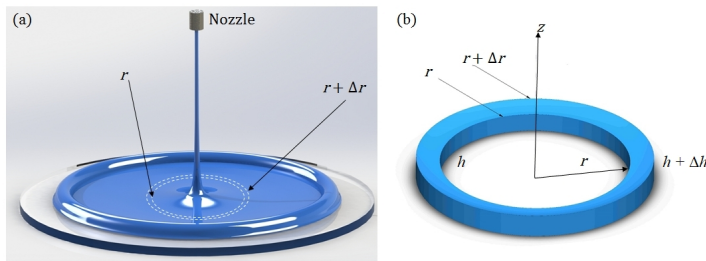 (a)
Nozzle
r
r + Δr
(b)
z
r + Δr
r
h
r
h + Δh